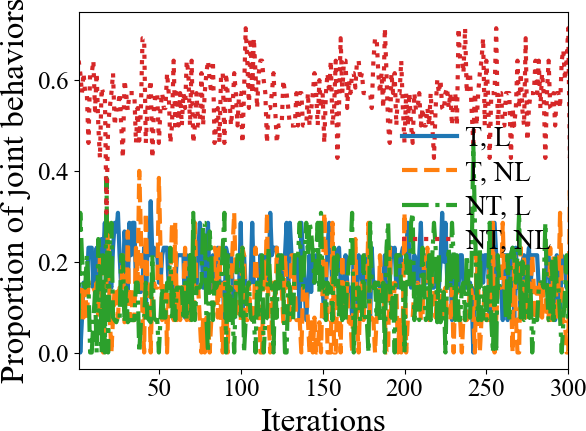 Proportion of joint behaviors
0.6
0.4
0.2
0.0
T, L
T, NL
NT, L
NT, NL
50 100 150 200 250 300
Iterations